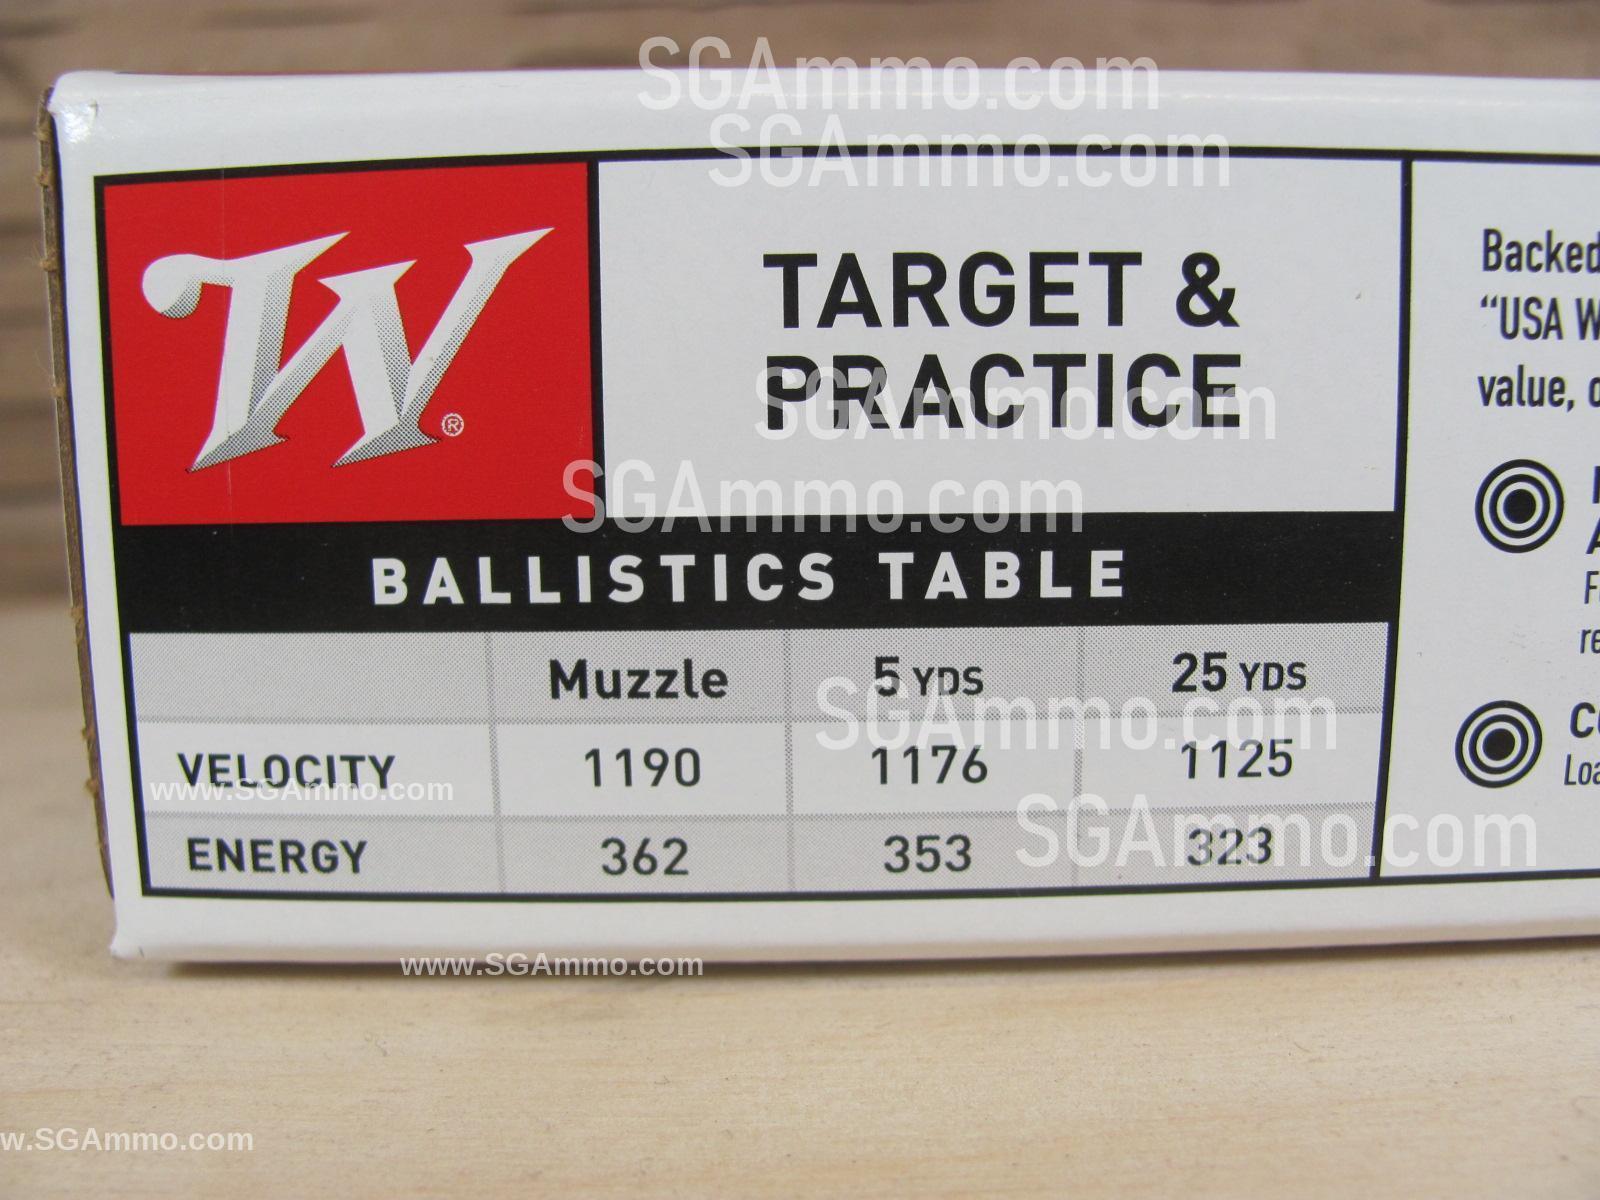 SGAmmo.com
SGAmmo.com
W®
TARGET &
PRACTICE
SGAmmo.com
SGAmmo.com
BALLISTICS TABLE
Muzzle 5 YDS 25 YDS
SGAmmo.com
VELOCITY 1190 1176 1125
www.SGAmmo.com
SGAmmo.com
ENERGY 362 353 323
Backed
"USA W
value,
Loa
www.SGAmmo.com
w.SGAmmo.com